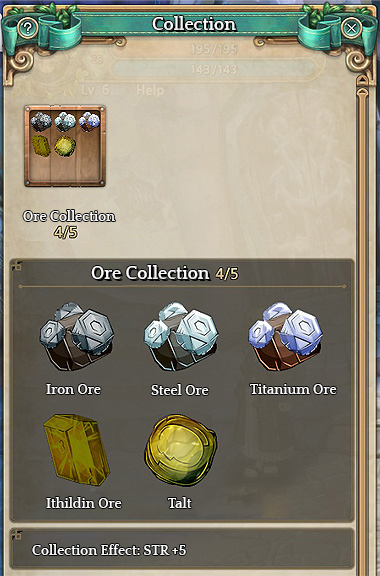 Collection
195/195
143/143
Lv. 6... Help
Ore Collection
4/5
Ore Collection 4/5
Iron Ore
Steel Ore
Titanium Ore
Ithildin Ore
Talt
Collection Effect: STR +5